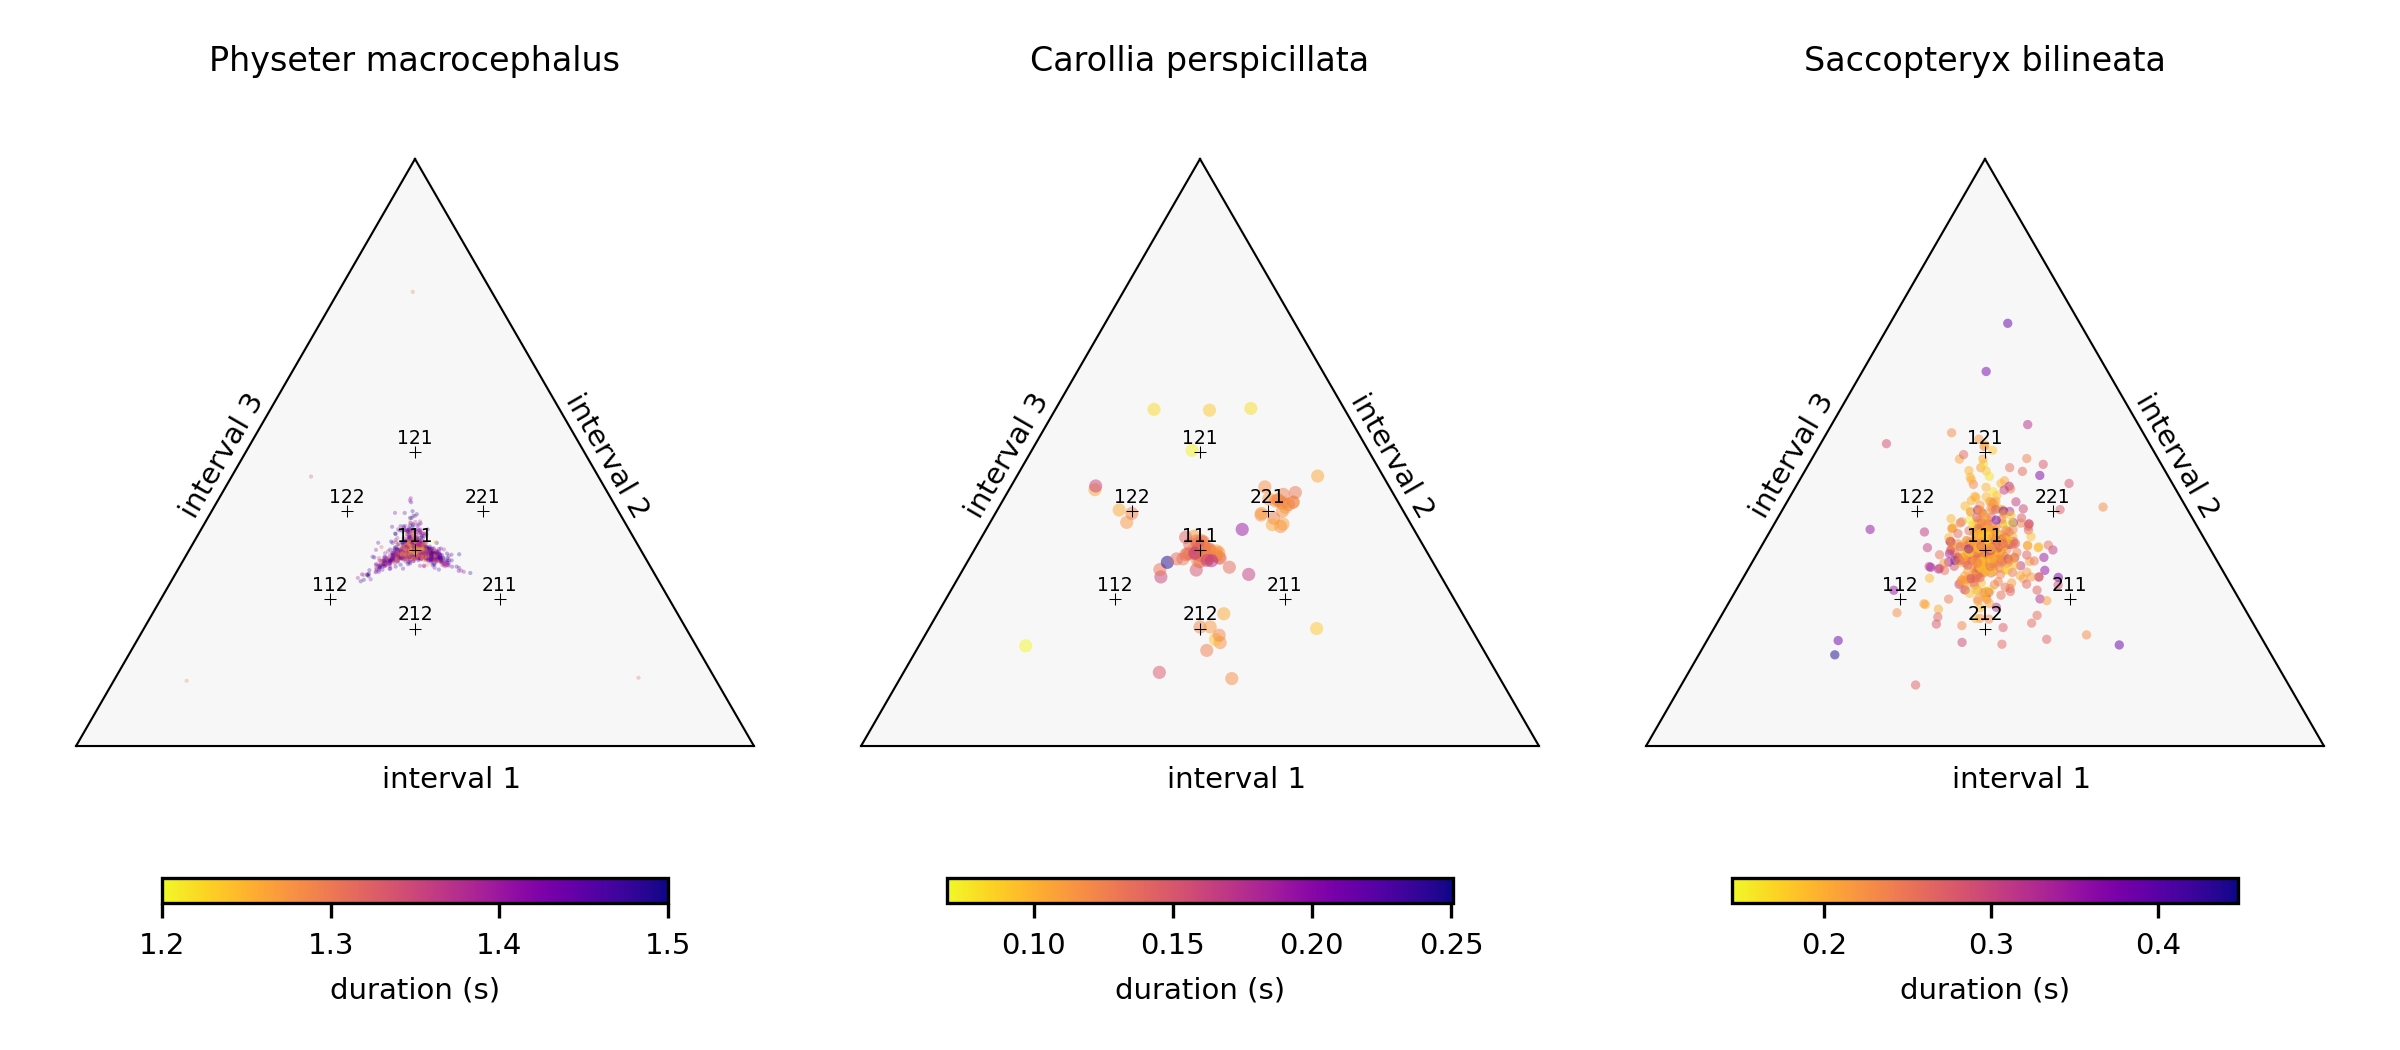 Physeter macrocephalus
Carollia perspicillata
Saccopteryx bilineata
interval 3
interval 2
121
122
221
111
112
211
212
interval 1
interval 3
interval 2
121
122
221
111
112
211
212
interval 1
interval 3
interval 2
121
122
221
111
112
211
212
interval 1
1.2 1.3 1.4 1.5
duration (s)
0.10 0.15 0.20 0.25
duration (s)
0.2 0.3 0.4
duration (s)